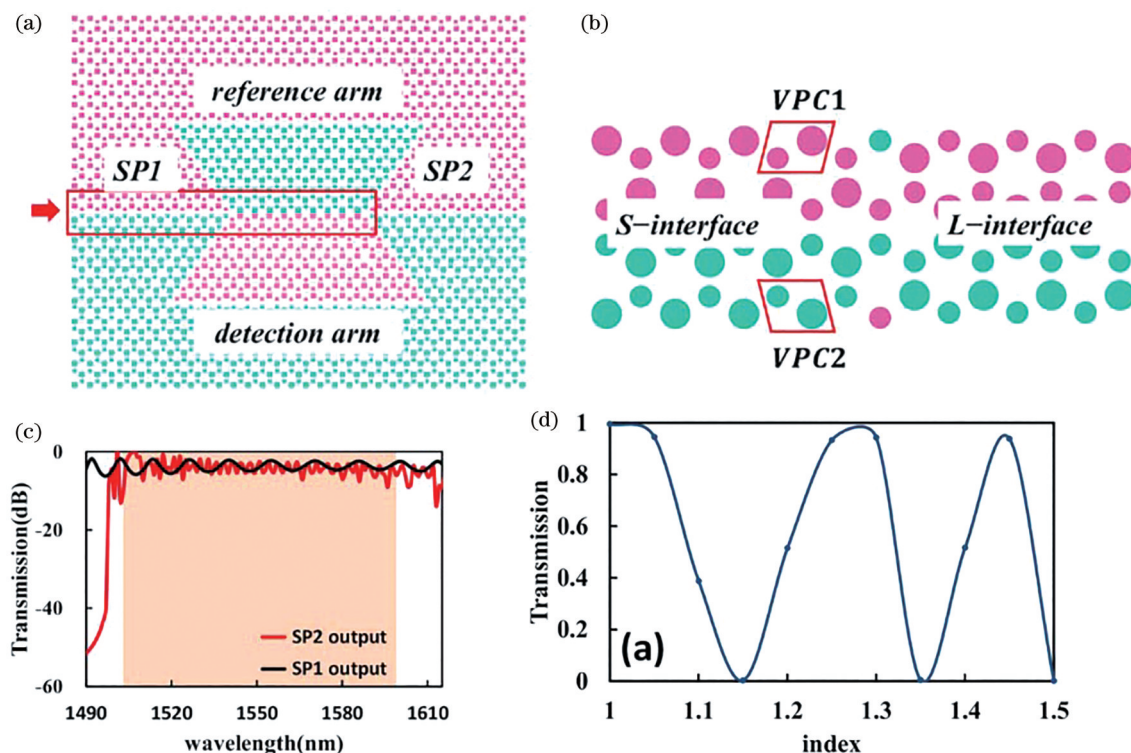 (a)
reference arm
SP1
SP2
detection arm
(b)
VPC1
S−interface
L−interface
VPC2
(c)
Transmission(dB)
0
-20
-40
-60
1490
1520
1550
1580
1610
wavelength(nm)
SP2 output
SP1 output
(d)
Transmission
1
0.8
0.6
0.4
0.2
0
1
1.1
1.2
1.3
1.4
1.5
index
(a)